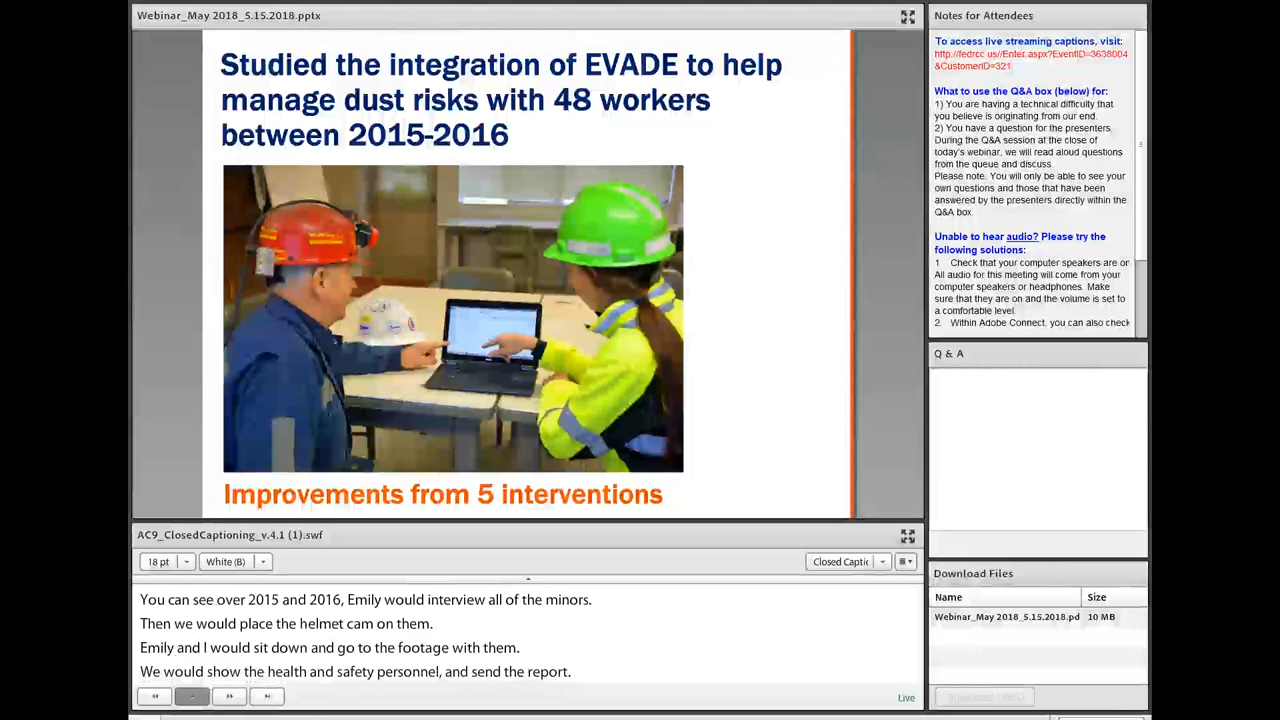 Webinar_May 2018_5.15.2018.pptx
Studied the integration of EVADE to help
manage dust risks with 48 workers
between 2015-2016
Improvements from 5 interventions
AC9_ClosedCaptioning_v.4.1 (1).swf
18 pt
White (B)
Closed Captic
You can see over 2015 and 2016, Emily would interview all of the minors.
Then we would place the helmet cam on them.
Emily and I would sit down and go to the footage with them.
We would show the health and safety personnel, and send the report.
Live
Notes for Attendees
To access live streaming captions, visit:
http://fedrcc.us//Enter.aspx?EventID=3638004
&CustomerID=321
What to use the Q&A box (below) for:
1) You are having a technical difficulty that
you believe is originating from our end.
2) You have a question for the presenters.
During the Q&A session at the close of
today's webinar, we will read aloud questions
from the queue and discuss.
Please note: You will only be able to see your
own questions and those that have been
answered by the presenters directly within the
Q&A box.
Unable to hear audio? Please try the
following solutions:
1. Check that your computer speakers are on
All audio for this meeting will come from your
computer speakers or headphones. Make
sure that they are on and the volume is set to
a comfortable level.
2. Within Adobe Connect, you can also check
Q & A
Download Files
Name Size
Webinar_May 2018_5.15.2018.pd 10 MB